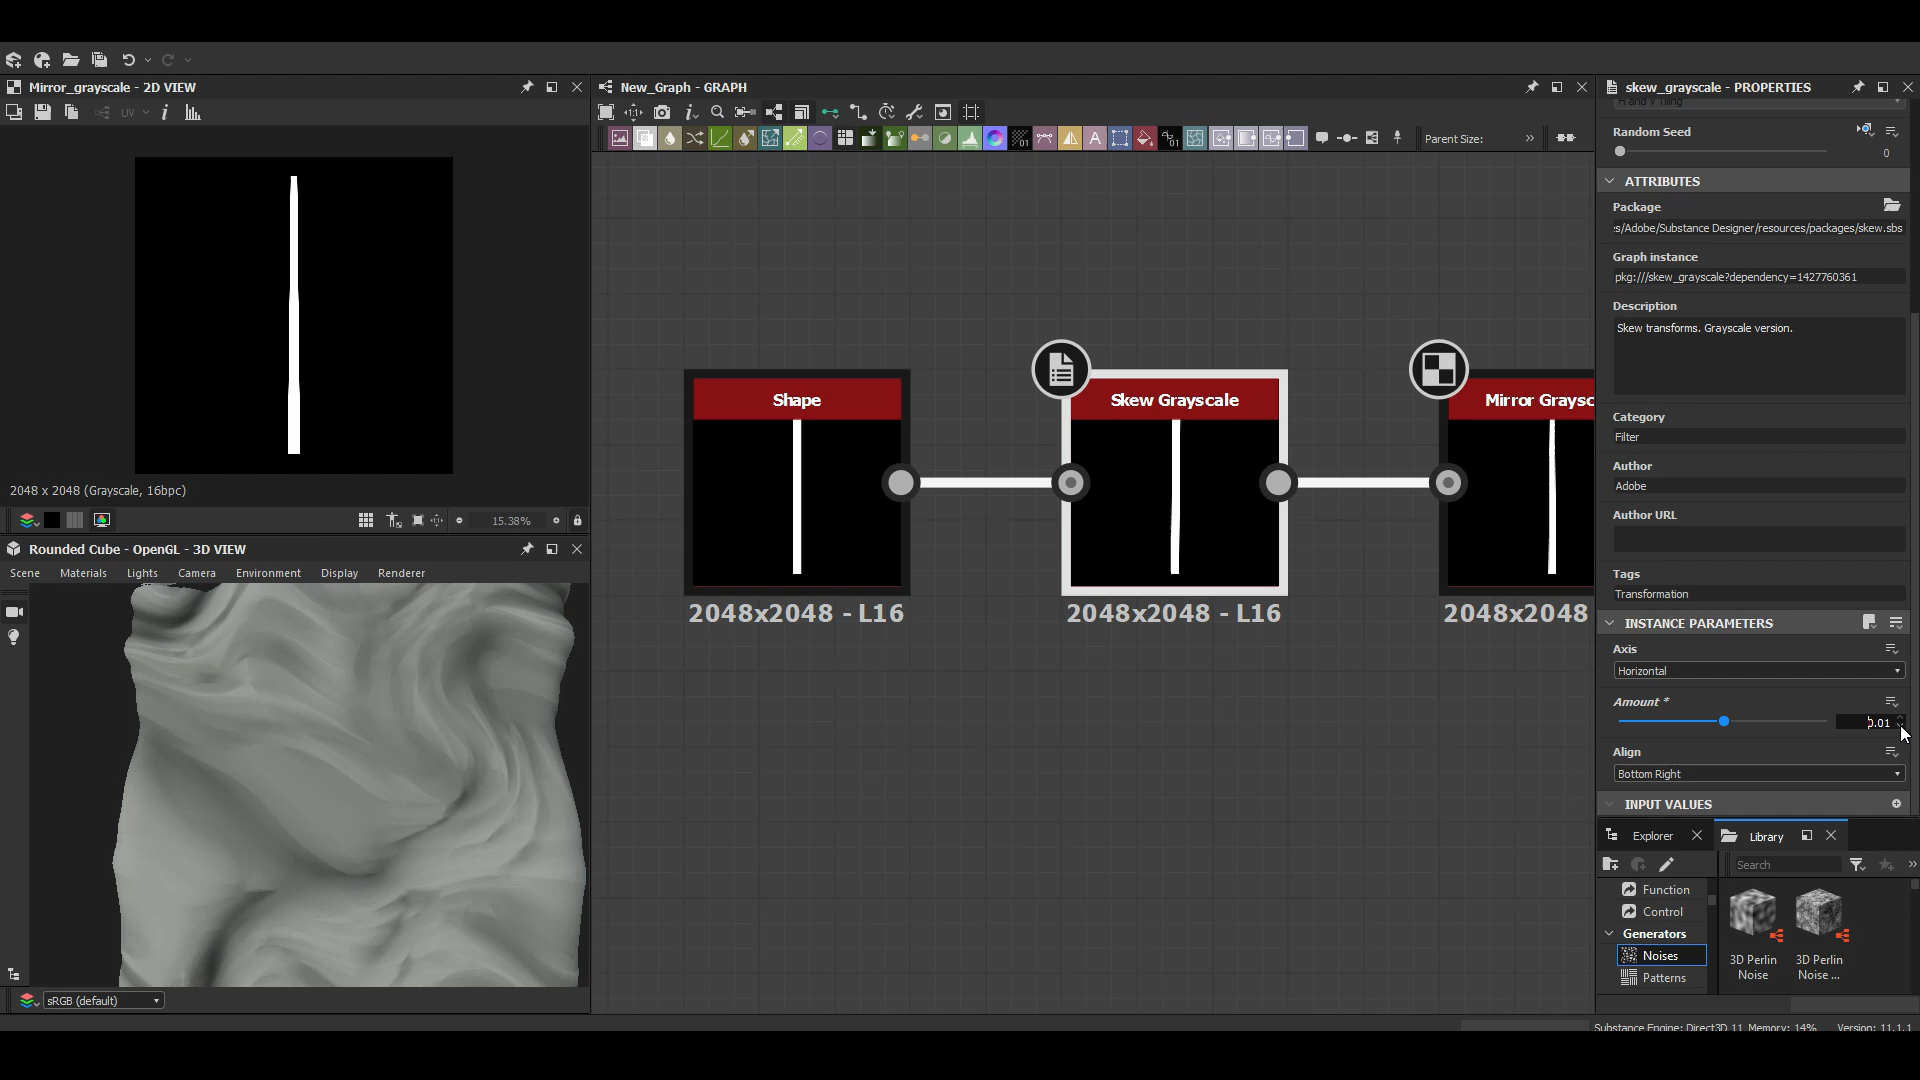 Mirror_grayscale - 2D VIEW
UV
2048 x 2048 (Grayscale, 16bpc)
15.38%
Rounded Cube - OpenGL - 3D VIEW
Scene Materials Lights Camera Environment Display Renderer
sRGB (default)
New_Graph - GRAPH
Parent Size:
Shape
2048x2048 - L16
Skew Grayscale
2048x2048 - L16
Mirror Graysc
2048x2048
skew_grayscale - PROPERTIES
H and V Tiling
Random Seed
0
ATTRIBUTES
Package
es/Adobe/Substance Designer/resources/packages/skew.sbs
Graph instance
pkg:///skew_grayscale?dependency=1427760361
Description
Skew transforms. Grayscale version.
Category
Filter
Author
Adobe
Author URL
Tags
Transformation
INSTANCE PARAMETERS
Axis
Horizontal
Amount *
0.01
Align
Bottom Right
INPUT VALUES
Explorer
Library
Search
Function
Control
Generators
Noises
Patterns
3D Perlin
Noise
3D Perlin
Noise ...
Substance Engine: Direct3D 11 Memory: 14% Version: 11.1.1